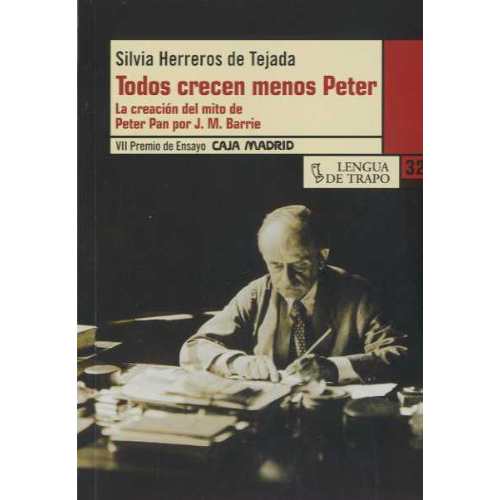 Silvia Herreros de Tejada
Todos crecen menos Peter
La creación del mito de
Peter Pan por J. M. Barrie
VII Premio de Ensayo CAJA MADRID
LENGUA
DE TRAPO
32